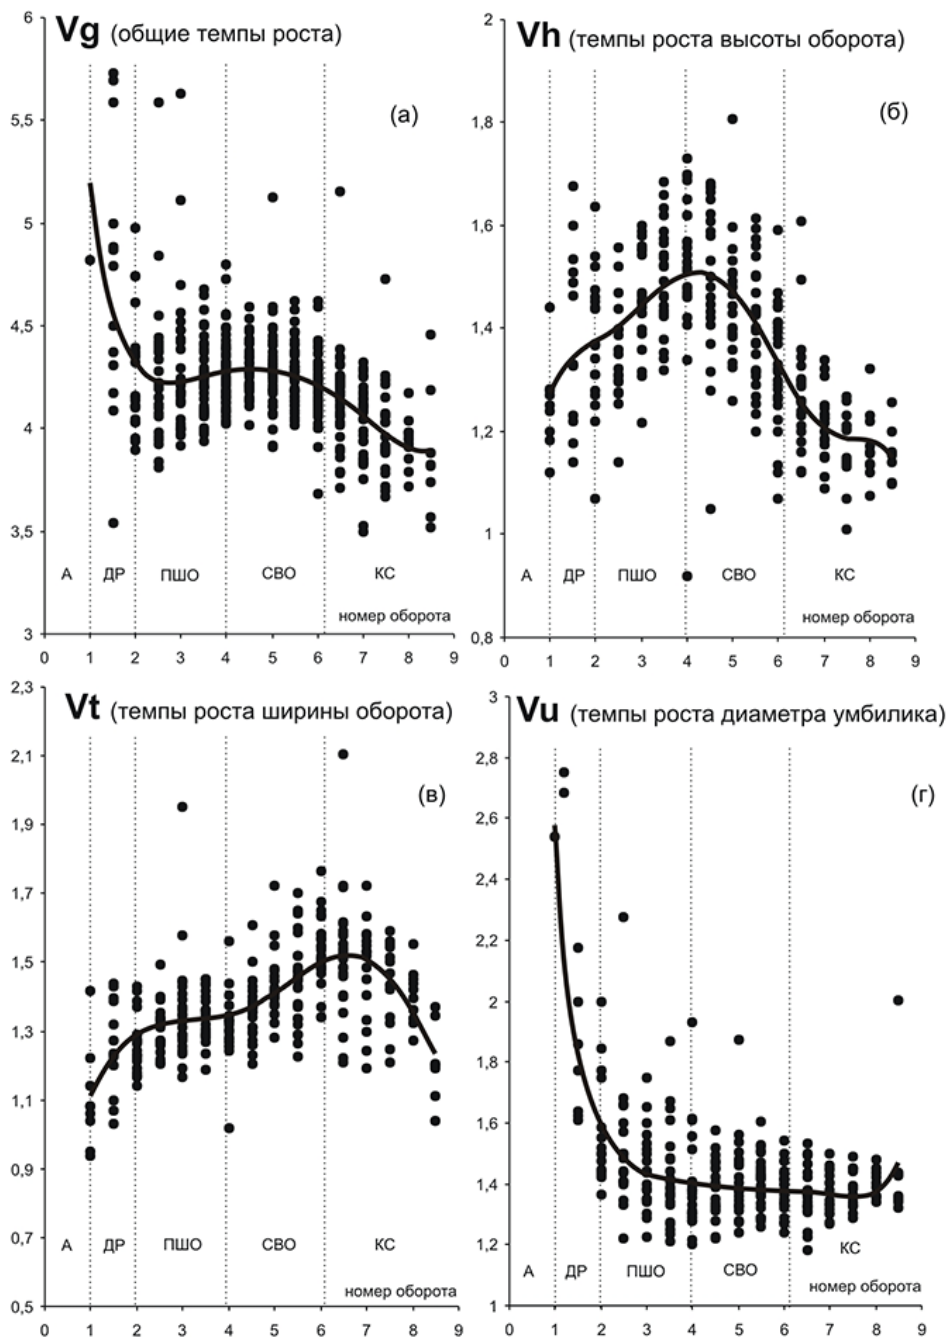 Vg (общие темпы роста)
(а)
6
5,5
5
4,5
4
3,5
3
А ДР ПШО СВО КС
номер оборота
0 1 2 3 4 5 6 7 8 9
Vh (темпы роста высоты оборота)
(б)
2
1,8
1,6
1,4
1,2
1
0,8
А ДР ПШО СВО КС
номер оборота
0 1 2 3 4 5 6 7 8 9
Vt (темпы роста ширины оборота)
(в)
2,3
2,1
1,9
1,7
1,5
1,3
1,1
0,9
0,7
0,5
А ДР ПШО СВО КС
номер оборота
0 1 2 3 4 5 6 7 8 9
Vu (темпы роста диаметра умбилика)
(г)
3
2,8
2,6
2,4
2,2
2
1,8
1,6
1,4
1,2
1
А ДР ПШО СВО КС
номер оборота
0 1 2 3 4 5 6 7 8 9